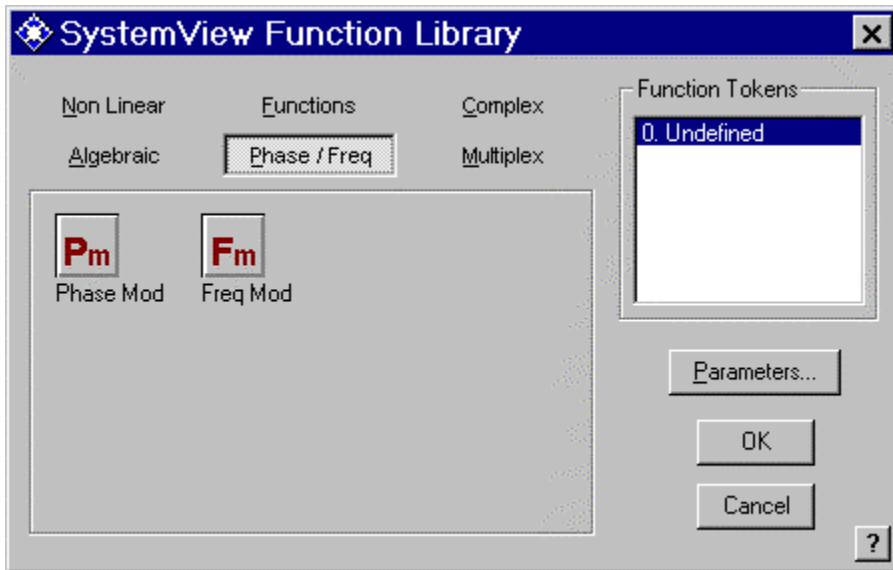 SystemView Function Library
Non Linear Functions Complex
Algebraic Phase / Freq Multiplex
Function Tokens
0. Undefined
Pm Fm
Phase Mod Freq Mod
Parameters...
OK
Cancel
?